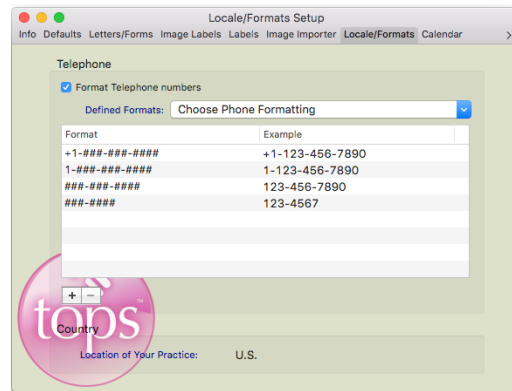 Locale/Formats Setup
Info Defaults Letters/Forms Image Labels Labels Image Importer Locale/Formats Calendar
Telephone
Format Telephone numbers
Defined Formats: Choose Phone Formatting
Format Example
+1-###-###-#### +1-123-456-7890
1-###-###-#### 1-123-456-7890
###-###-#### 123-456-7890
###-#### 123-4567
+ −
tops™
Country
Location of Your Practice: U.S.